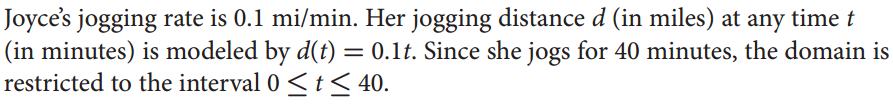 Joyce’s jogging rate is 0.1 mi/min. Her jogging distance d (in miles) at any time t
(in minutes) is modeled by d(t) = 0.1t. Since she jogs for 40 minutes, the domain is
restricted to the interval 0 ≤ t ≤ 40.